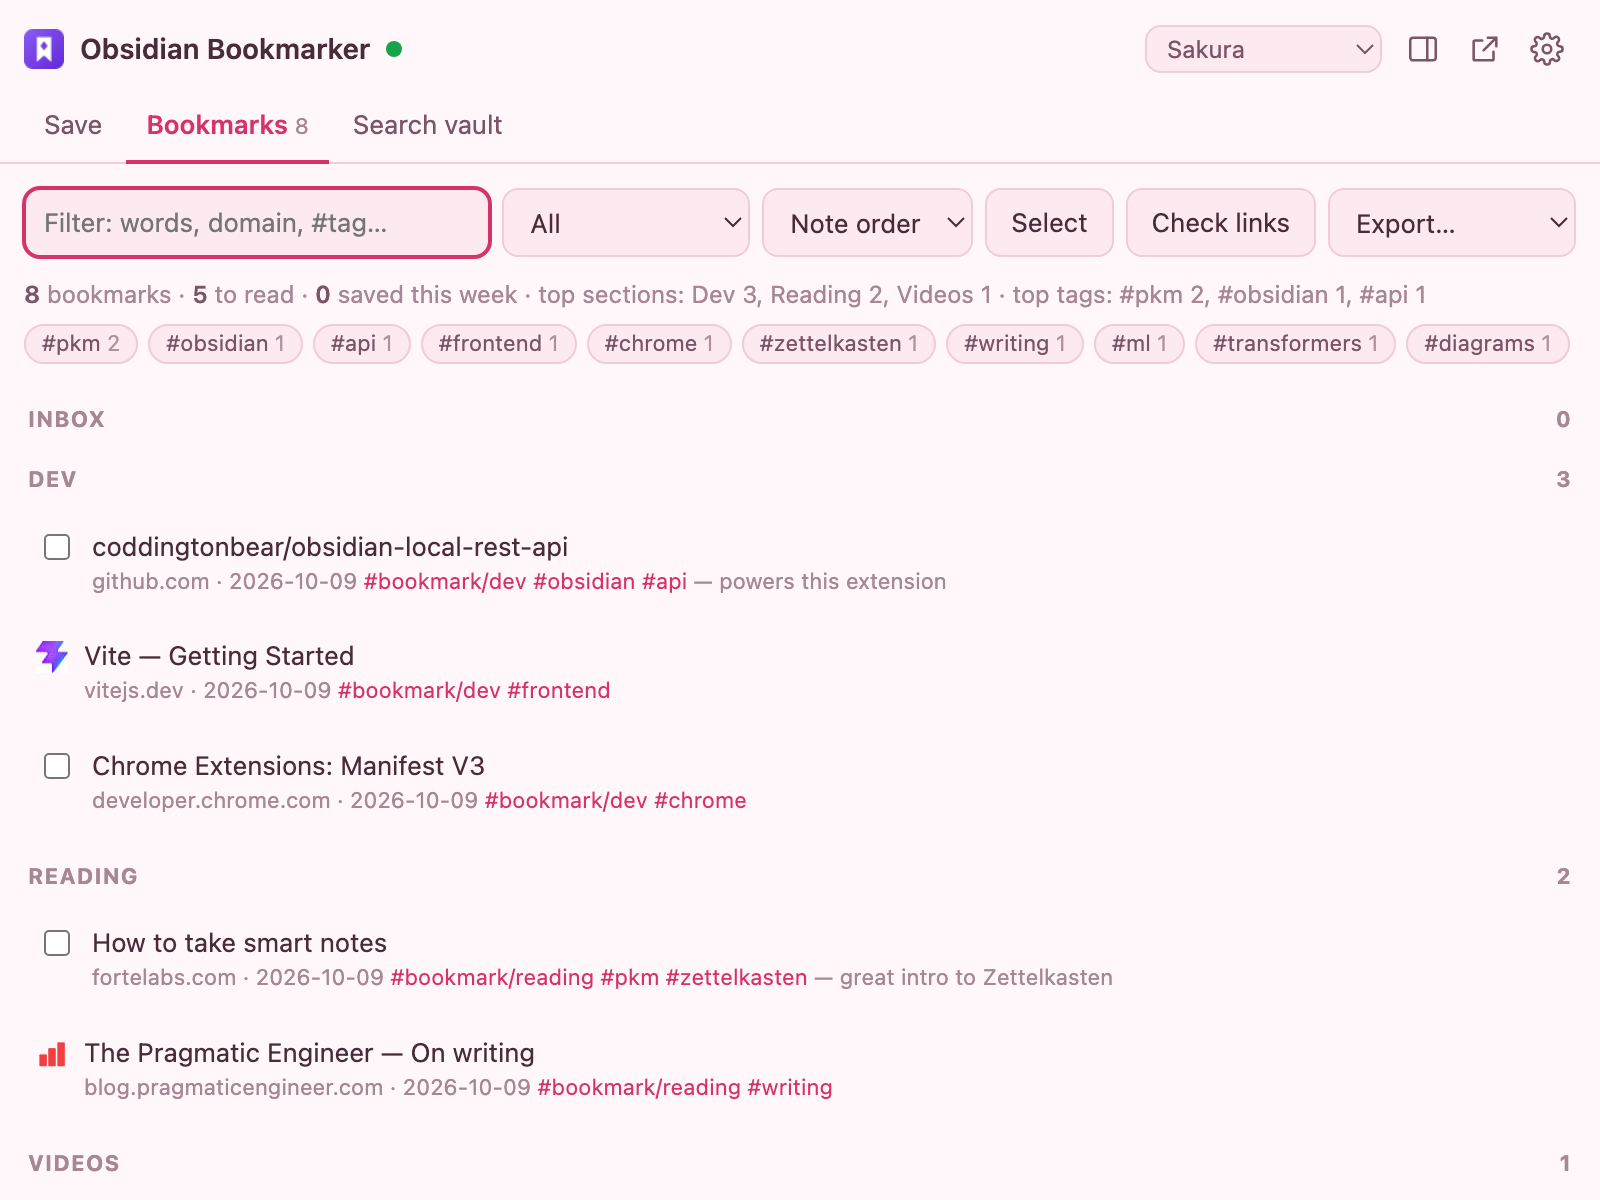 Obsidian Bookmarker
Sakura
Save
Bookmarks 8
Search vault
Filter: words, domain, #tag...
All
Note order
Select
Check links
Export...
8 bookmarks · 5 to read · 0 saved this week · top sections: Dev 3, Reading 2, Videos 1 · top tags: #pkm 2, #obsidian 1, #api 1
#pkm 2
#obsidian 1
#api 1
#frontend 1
#chrome 1
#zettelkasten 1
#writing 1
#ml 1
#transformers 1
#diagrams 1
INBOX 0
DEV 3
coddingtonbear/obsidian-local-rest-api
github.com · 2026-10-09 #bookmark/dev #obsidian #api — powers this extension
Vite — Getting Started
vitejs.dev · 2026-10-09 #bookmark/dev #frontend
Chrome Extensions: Manifest V3
developer.chrome.com · 2026-10-09 #bookmark/dev #chrome
READING 2
How to take smart notes
fortelabs.com · 2026-10-09 #bookmark/reading #pkm #zettelkasten — great intro to Zettelkasten
The Pragmatic Engineer — On writing
blog.pragmaticengineer.com · 2026-10-09 #bookmark/reading #writing
VIDEOS 1